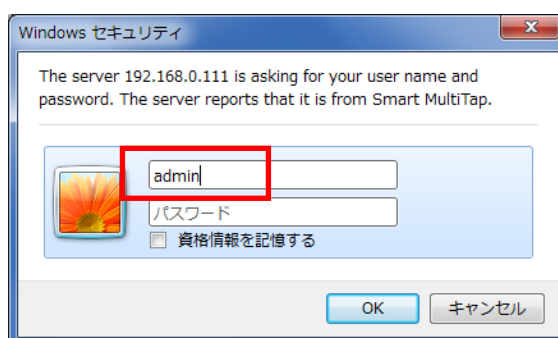 Windows セキュリティ
The server 192.168.0.111 is asking for your user name and
password. The server reports that it is from Smart MultiTap.
admin
パスワード
資格情報を記憶する
OK キャンセル